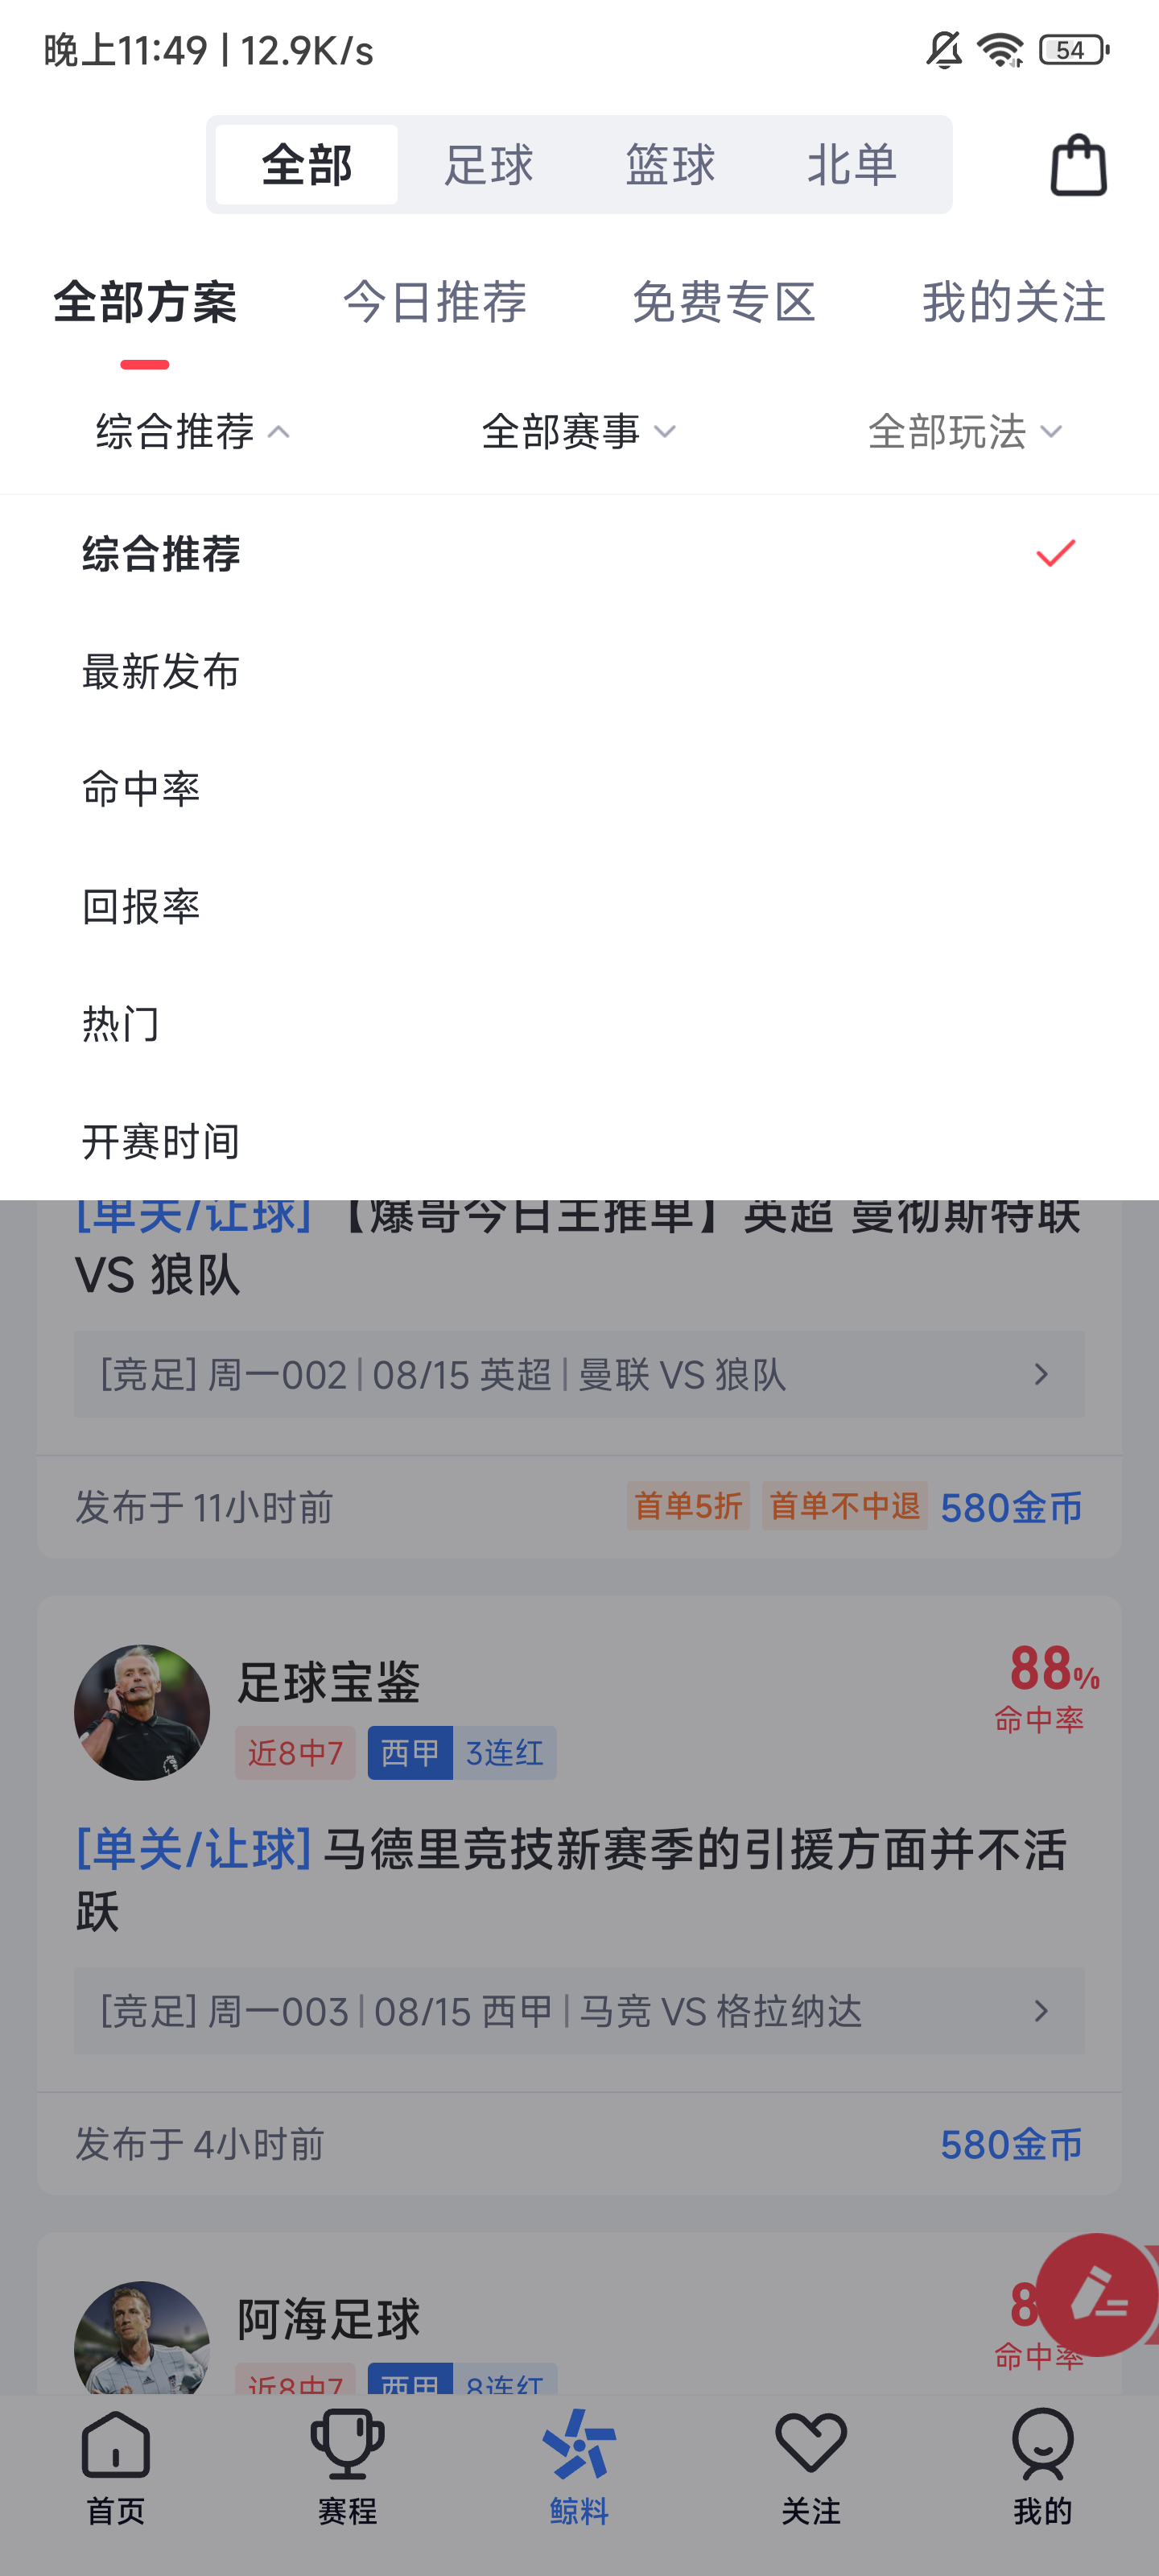 晚上11:49 | 12.9K/s
54
全部 足球 篮球 北单
全部方案 今日推荐 免费专区 我的关注
综合推荐 全部赛事 全部玩法
综合推荐
最新发布
命中率
回报率
热门
开赛时间
[单关/让球] 【爆哥今日主推单】英超 曼彻斯特联
VS 狼队
[竞足] 周一002 | 08/15 英超 | 曼联 VS 狼队
发布于 11小时前 首单5折 首单不中退 580金币
足球宝鉴
88%
命中率
近8中7 西甲 3连红
[单关/让球] 马德里竞技新赛季的引援方面并不活
跃
[竞足] 周一003 | 08/15 西甲 | 马竞 VS 格拉纳达
发布于 4小时前 580金币
阿海足球
8
命中率
近8中7 西甲 8连红
首页 赛程 鲸料 关注 我的